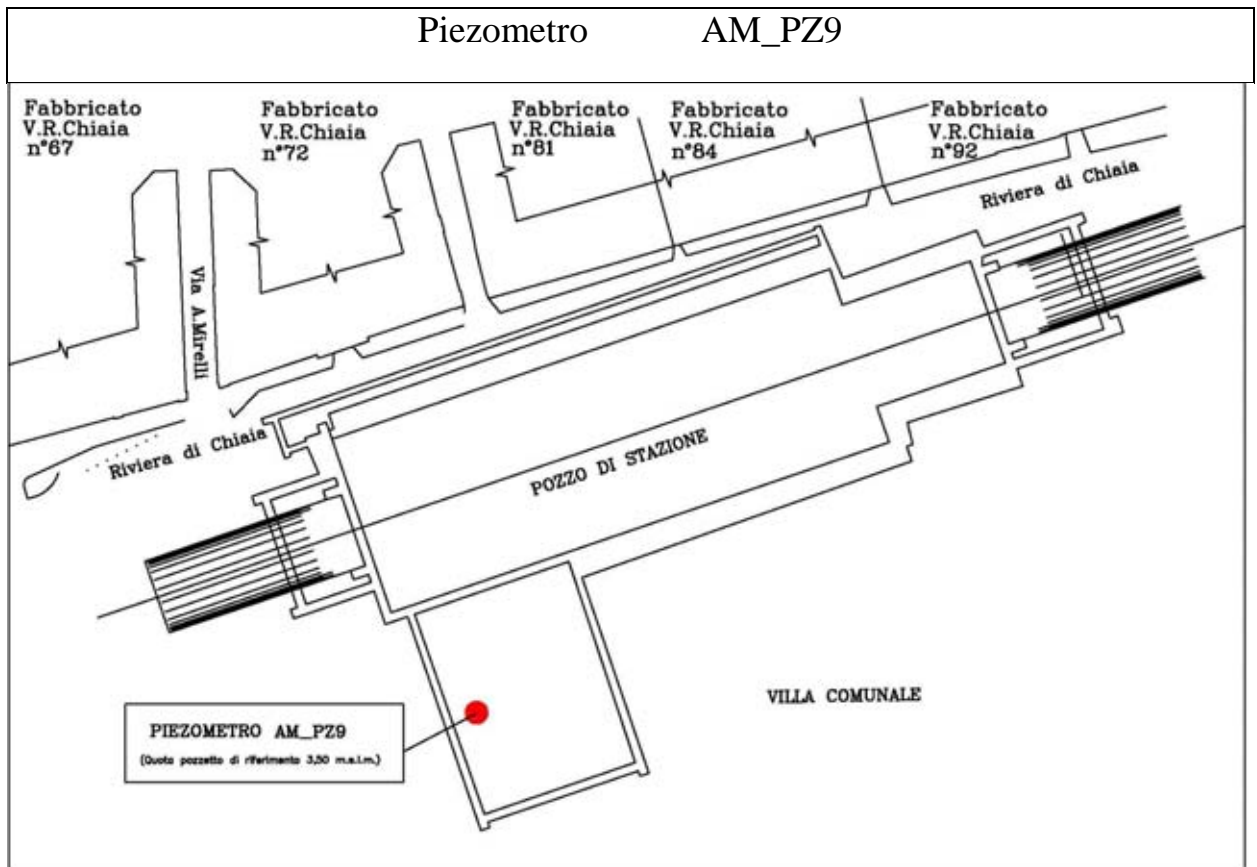 Piezometro AM_PZ9
Fabbricato
V.R.Chiaia
n°67
Fabbricato
V.R.Chiaia
n°72
Fabbricato
V.R.Chiaia
n°81
Fabbricato
V.R.Chiaia
n°84
Fabbricato
V.R.Chiaia
n°92
Riviera di Chiaia
Via A.Mirelli
Riviera di Chiaia
POZZO DI STAZIONE
VILLA COMUNALE
PIEZOMETRO AM_PZ9
(Quota pozzetto di riferimento 3,50 m.s.l.m.)